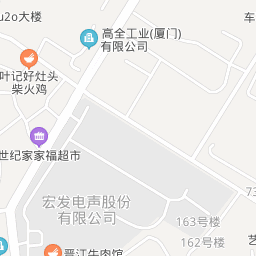 u2o大楼
车
高全工业(厦门)
有限公司
叶记好灶头
柴火鸡
世纪家家福超市
宏发电声股份
有限公司
73
163号楼
162号楼
艺
晋江牛肉馆